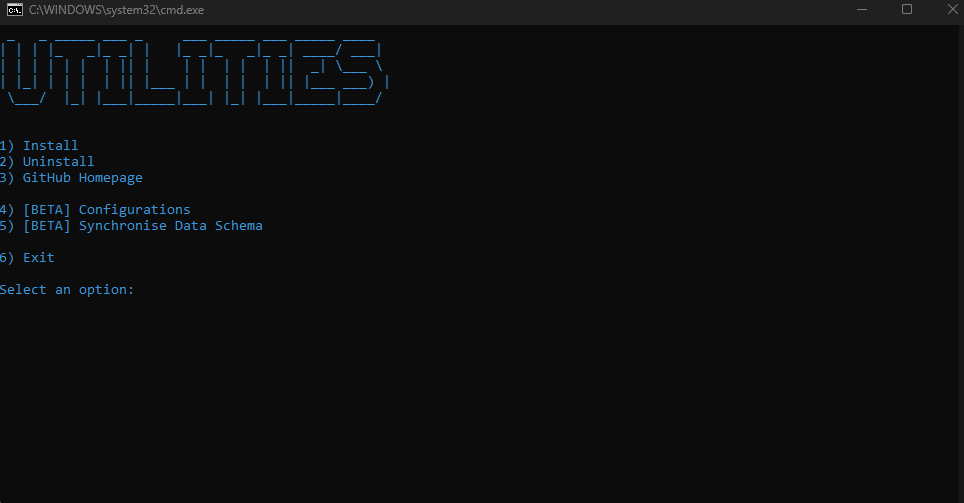 C:\WINDOWS\system32\cmd.exe
UTILITIES
1) Install
2) Uninstall
3) GitHub Homepage
4) [BETA] Configurations
5) [BETA] Synchronise Data Schema
6) Exit
Select an option: